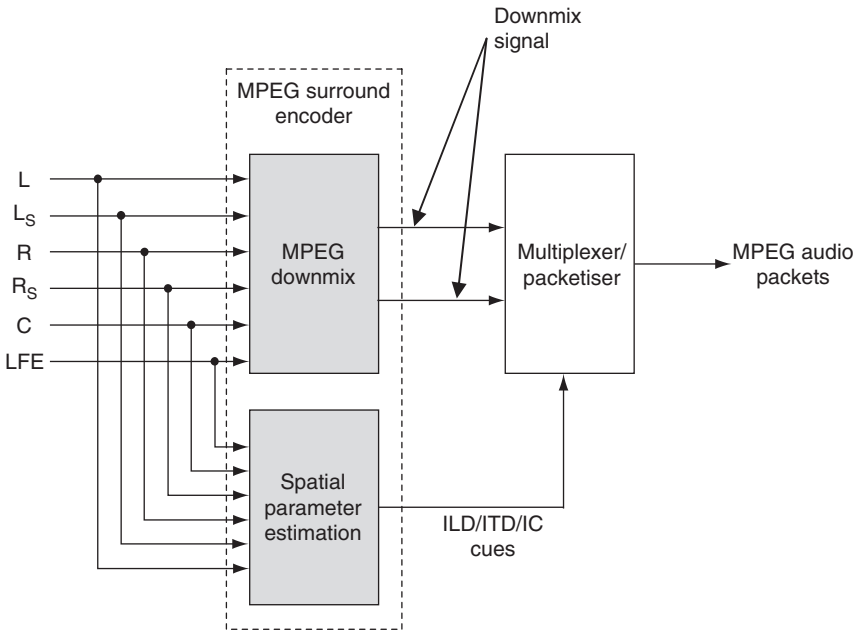 Downmix
signal
MPEG surround
encoder
L
LS
R
RS
C
LFE
MPEG
downmix
Multiplexer/
packetiser
MPEG audio
packets
Spatial
parameter
estimation
ILD/ITD/IC
cues